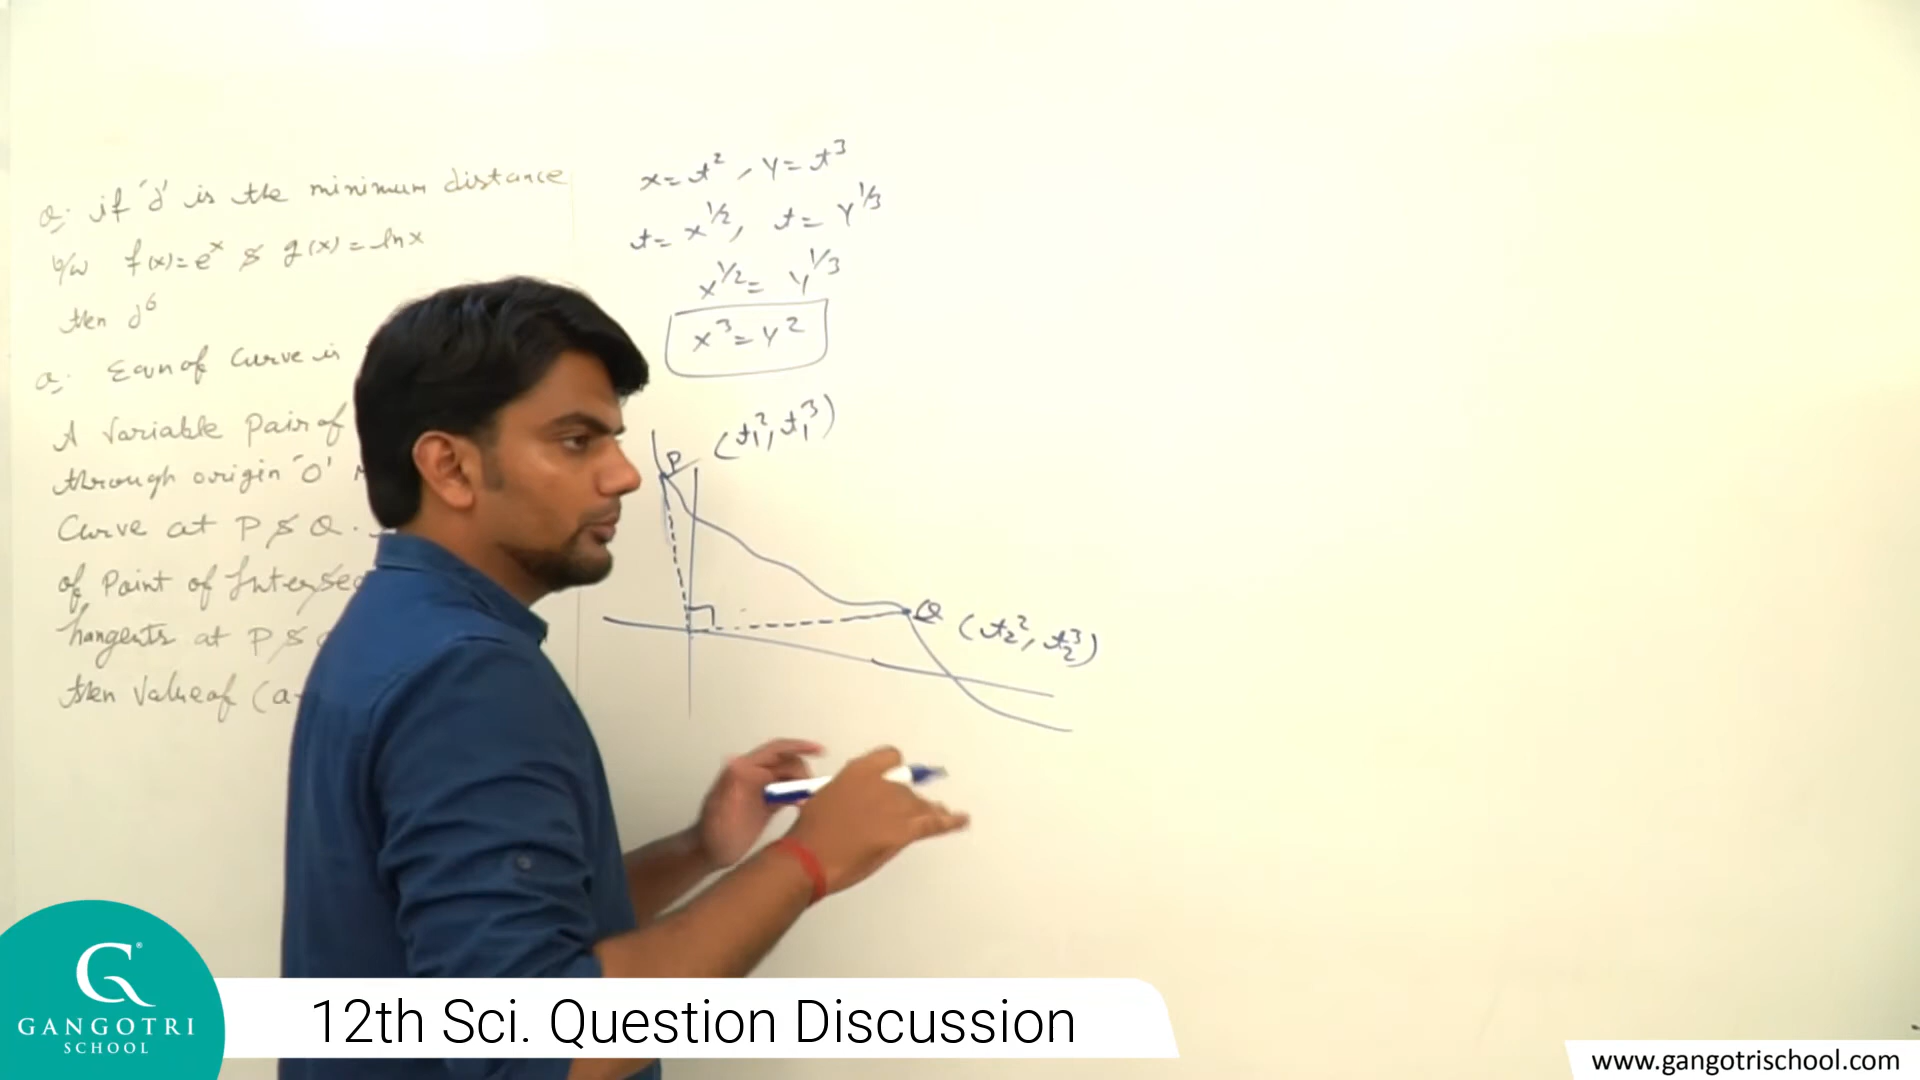 Q: if 'd' is the minimum distance
b/w f(x)=e^x & g(x)=ln x
then d^6
Q: Eqn of Curve is
A Variable Pair of
through origin 'O'
Curve at P & Q.
of Point of Interse
tangents at P &
then Value of (a+
x=t^2, y=t^3
t=x^1/2, t=y^1/3
x^1/2=y^1/3
x^3=y^2
P (t1^2, t1^3)
Q (t2^2, t2^3)
GANGOTRI
SCHOOL
12th Sci. Question Discussion
www.gangotrischool.com